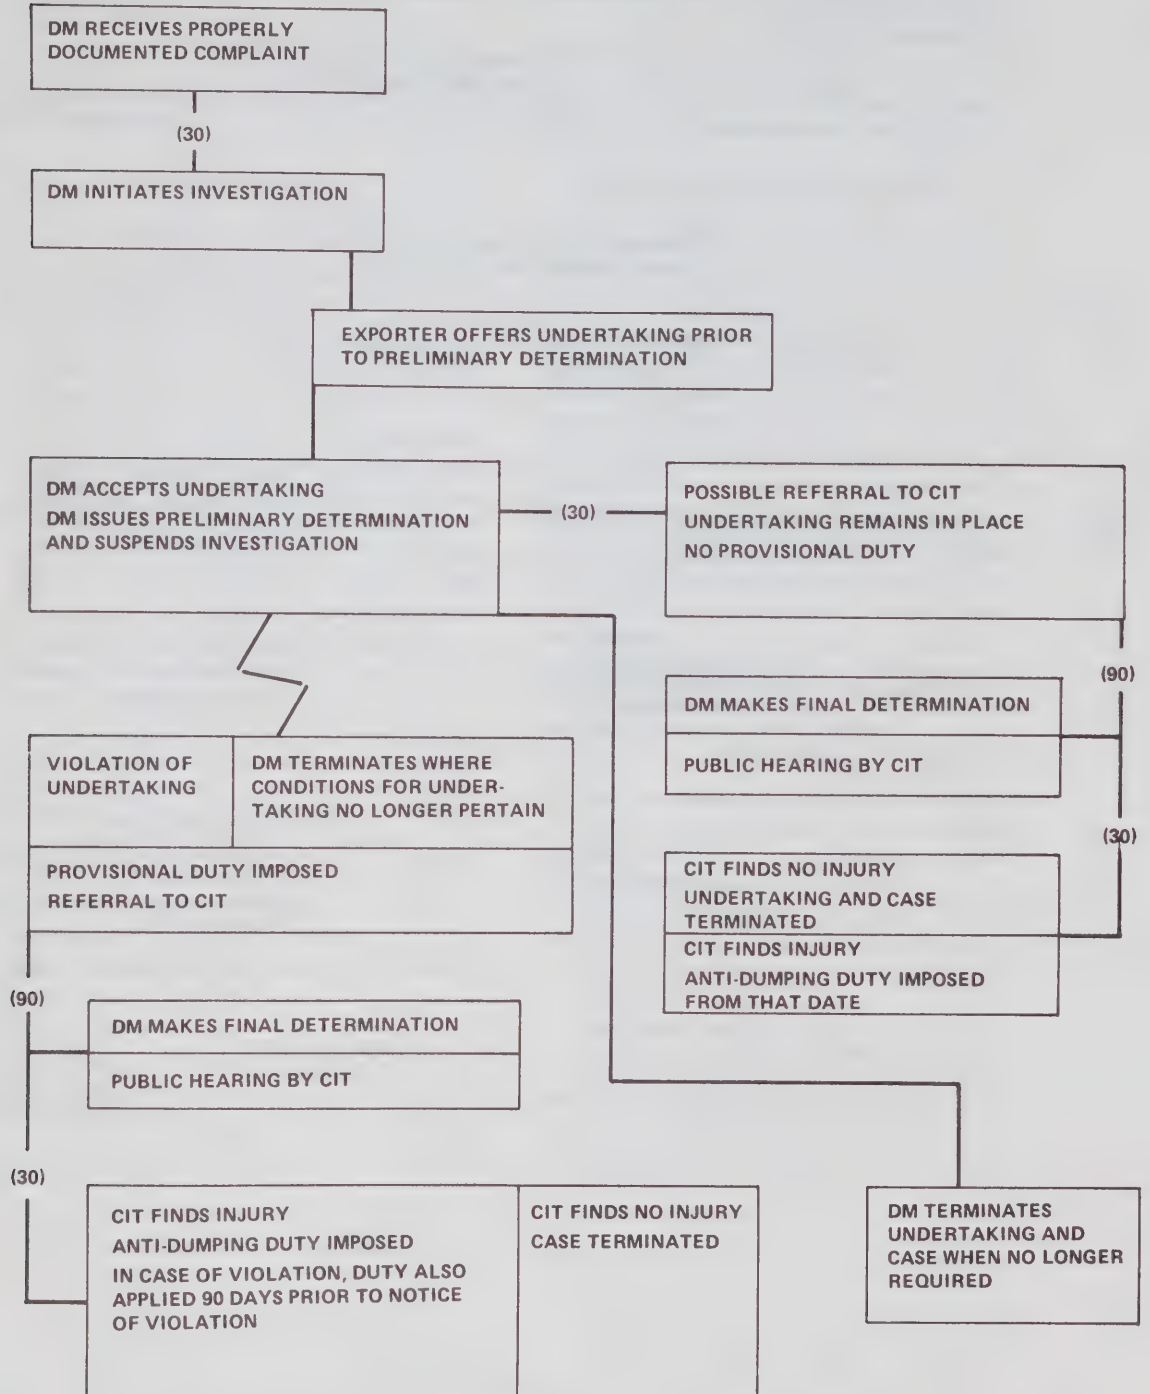 DM RECEIVES PROPERLY
DOCUMENTED COMPLAINT
(30)
DM INITIATES INVESTIGATION
EXPORTER OFFERS UNDERTAKING PRIOR
TO PRELIMINARY DETERMINATION
DM ACCEPTS UNDERTAKING
DM ISSUES PRELIMINARY DETERMINATION
AND SUSPENDS INVESTIGATION
(30)
POSSIBLE REFERRAL TO CIT
UNDERTAKING REMAINS IN PLACE
NO PROVISIONAL DUTY
(90)
DM MAKES FINAL DETERMINATION
PUBLIC HEARING BY CIT
(30)
CIT FINDS NO INJURY
UNDERTAKING AND CASE
TERMINATED
CIT FINDS INJURY
ANTI-DUMPING DUTY IMPOSED
FROM THAT DATE
VIOLATION OF
UNDERTAKING
DM TERMINATES WHERE
CONDITIONS FOR UNDER-
TAKING NO LONGER PERTAIN
PROVISIONAL DUTY IMPOSED
REFERRAL TO CIT
(90)
DM MAKES FINAL DETERMINATION
PUBLIC HEARING BY CIT
(30)
CIT FINDS INJURY
ANTI-DUMPING DUTY IMPOSED
IN CASE OF VIOLATION, DUTY ALSO
APPLIED 90 DAYS PRIOR TO NOTICE
OF VIOLATION
CIT FINDS NO INJURY
CASE TERMINATED
DM TERMINATES
UNDERTAKING AND
CASE WHEN NO LONGER
REQUIRED